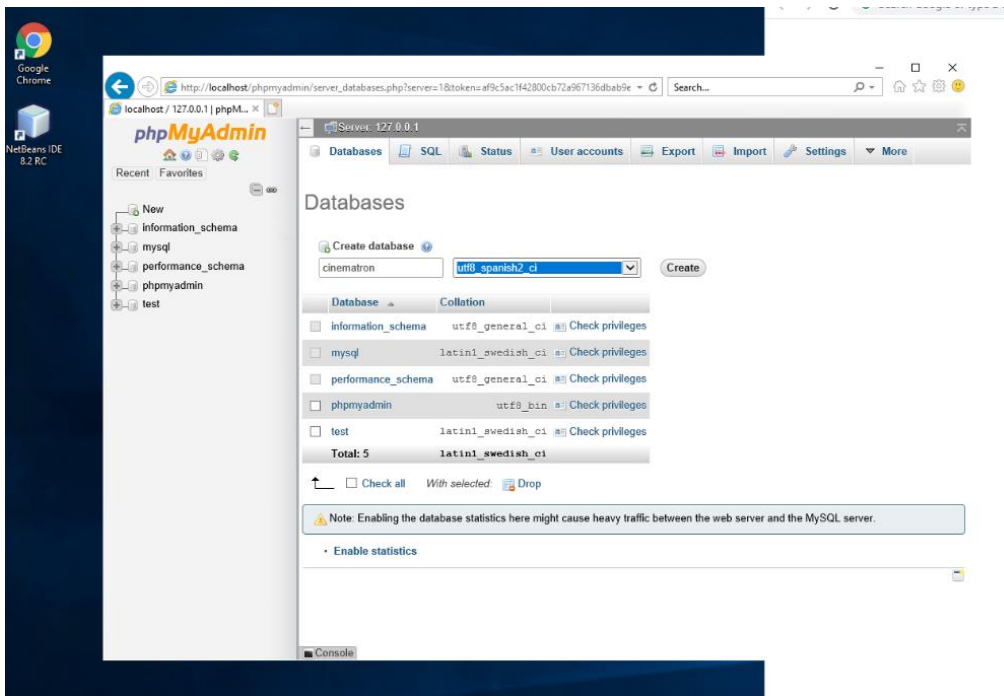 Google
Chrome
NetBeans IDE
8.2 RC
http://localhost/phpmyadmin/server_databases.php?server=1&token=af9c5ac1f42800cb72a967136dbab9e
Search...
localhost / 127.0.0.1 | phpM...
phpMyAdmin
Recent Favorites
New
information_schema
mysql
performance_schema
phpmyadmin
test
Server: 127.0.0.1
Databases SQL Status User accounts Export Import Settings More
Databases
Create database
cinematron utf8_spanish2_ci Create
Database Collation
information_schema utf8_general_ci Check privileges
mysql latin1_swedish_ci Check privileges
performance_schema utf8_general_ci Check privileges
phpmyadmin utf8_bin Check privileges
test latin1_swedish_ci Check privileges
Total: 5 latin1_swedish_ci
Check all With selected: Drop
Note: Enabling the database statistics here might cause heavy traffic between the web server and the MySQL server.
Enable statistics
Console